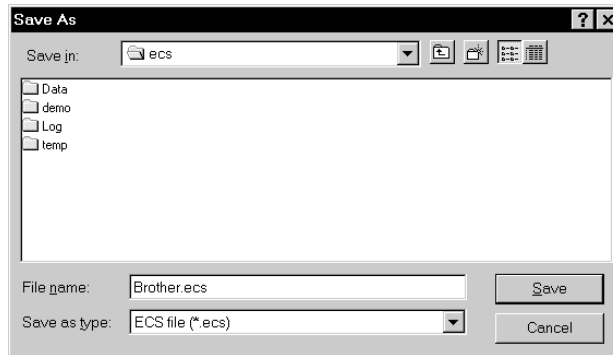 Save As
Save in: ecs
Data
demo
Log
temp
File name: Brother.ecs Save
Save as type: ECS file (*.ecs) Cancel